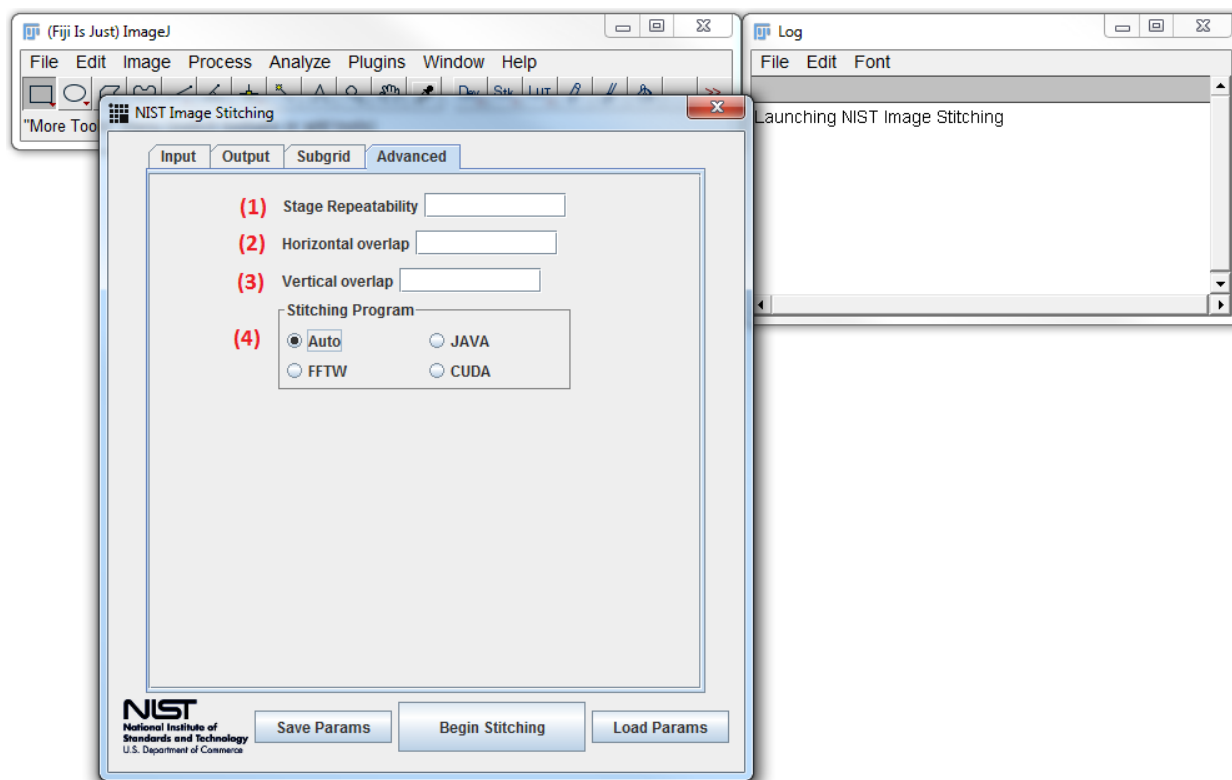 (Fiji Is Just) ImageJ
File Edit Image Process Analyze Plugins Window Help
Dev Stk LUT >>
"More Too
Log
File Edit Font
Launching NIST Image Stitching
NIST Image Stitching
Input Output Subgrid Advanced
(1) Stage Repeatability
(2) Horizontal overlap
(3) Vertical overlap
Stitching Program
(4) Auto JAVA
FFTW CUDA
NIST
National Institute of
Standards and Technology
U.S. Department of Commerce
Save Params Begin Stitching Load Params